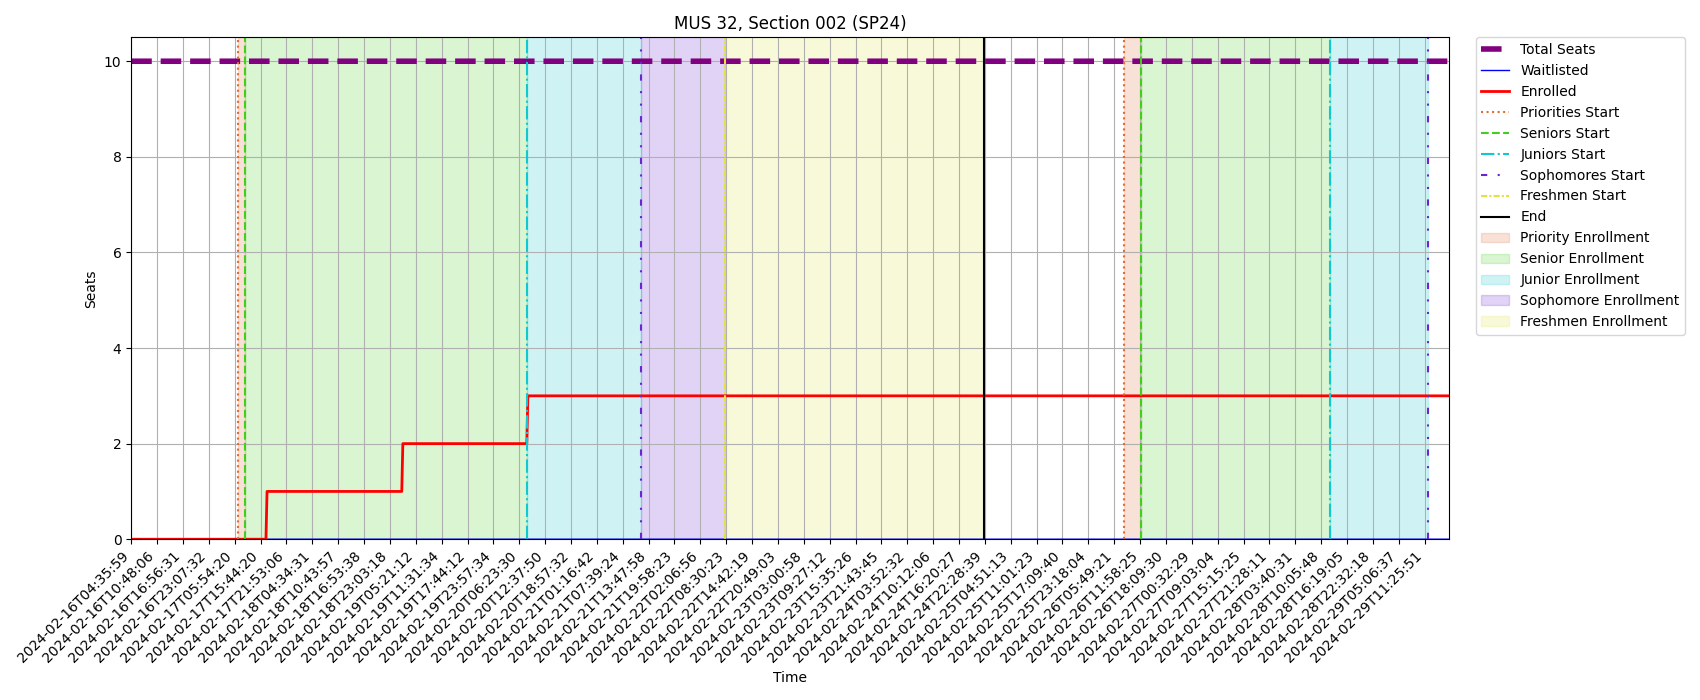 MUS 32, Section 002 (SP24)
10
8
6
4
2
0
Seats
2024-02-16T04:35:59
2024-02-16T10:48:06
2024-02-16T16:56:31
2024-02-16T23:07:32
2024-02-17T05:54:20
2024-02-17T15:44:20
2024-02-17T21:53:06
2024-02-18T04:34:31
2024-02-18T10:43:57
2024-02-18T16:53:38
2024-02-18T23:03:18
2024-02-19T05:21:12
2024-02-19T11:31:34
2024-02-19T17:44:12
2024-02-19T23:57:34
2024-02-20T06:23:30
2024-02-20T12:37:50
2024-02-20T18:57:32
2024-02-21T01:16:42
2024-02-21T07:39:24
2024-02-21T13:47:58
2024-02-21T19:58:23
2024-02-22T02:06:56
2024-02-22T08:30:23
2024-02-22T14:42:19
2024-02-22T20:49:03
2024-02-23T03:00:58
2024-02-23T09:27:12
2024-02-23T15:35:26
2024-02-23T21:43:45
2024-02-24T03:52:32
2024-02-24T10:12:06
2024-02-24T16:20:27
2024-02-24T22:28:39
2024-02-25T04:51:13
2024-02-25T11:01:23
2024-02-25T17:09:40
2024-02-25T23:18:04
2024-02-26T05:49:21
2024-02-26T11:58:25
2024-02-26T18:09:30
2024-02-27T00:32:29
2024-02-27T09:03:04
2024-02-27T15:15:25
2024-02-27T21:28:11
2024-02-28T03:40:31
2024-02-28T10:05:48
2024-02-28T16:19:05
2024-02-28T22:32:18
2024-02-29T05:06:37
2024-02-29T11:25:51
Time
Total Seats
Waitlisted
Enrolled
Priorities Start
Seniors Start
Juniors Start
Sophomores Start
Freshmen Start
End
Priority Enrollment
Senior Enrollment
Junior Enrollment
Sophomore Enrollment
Freshmen Enrollment